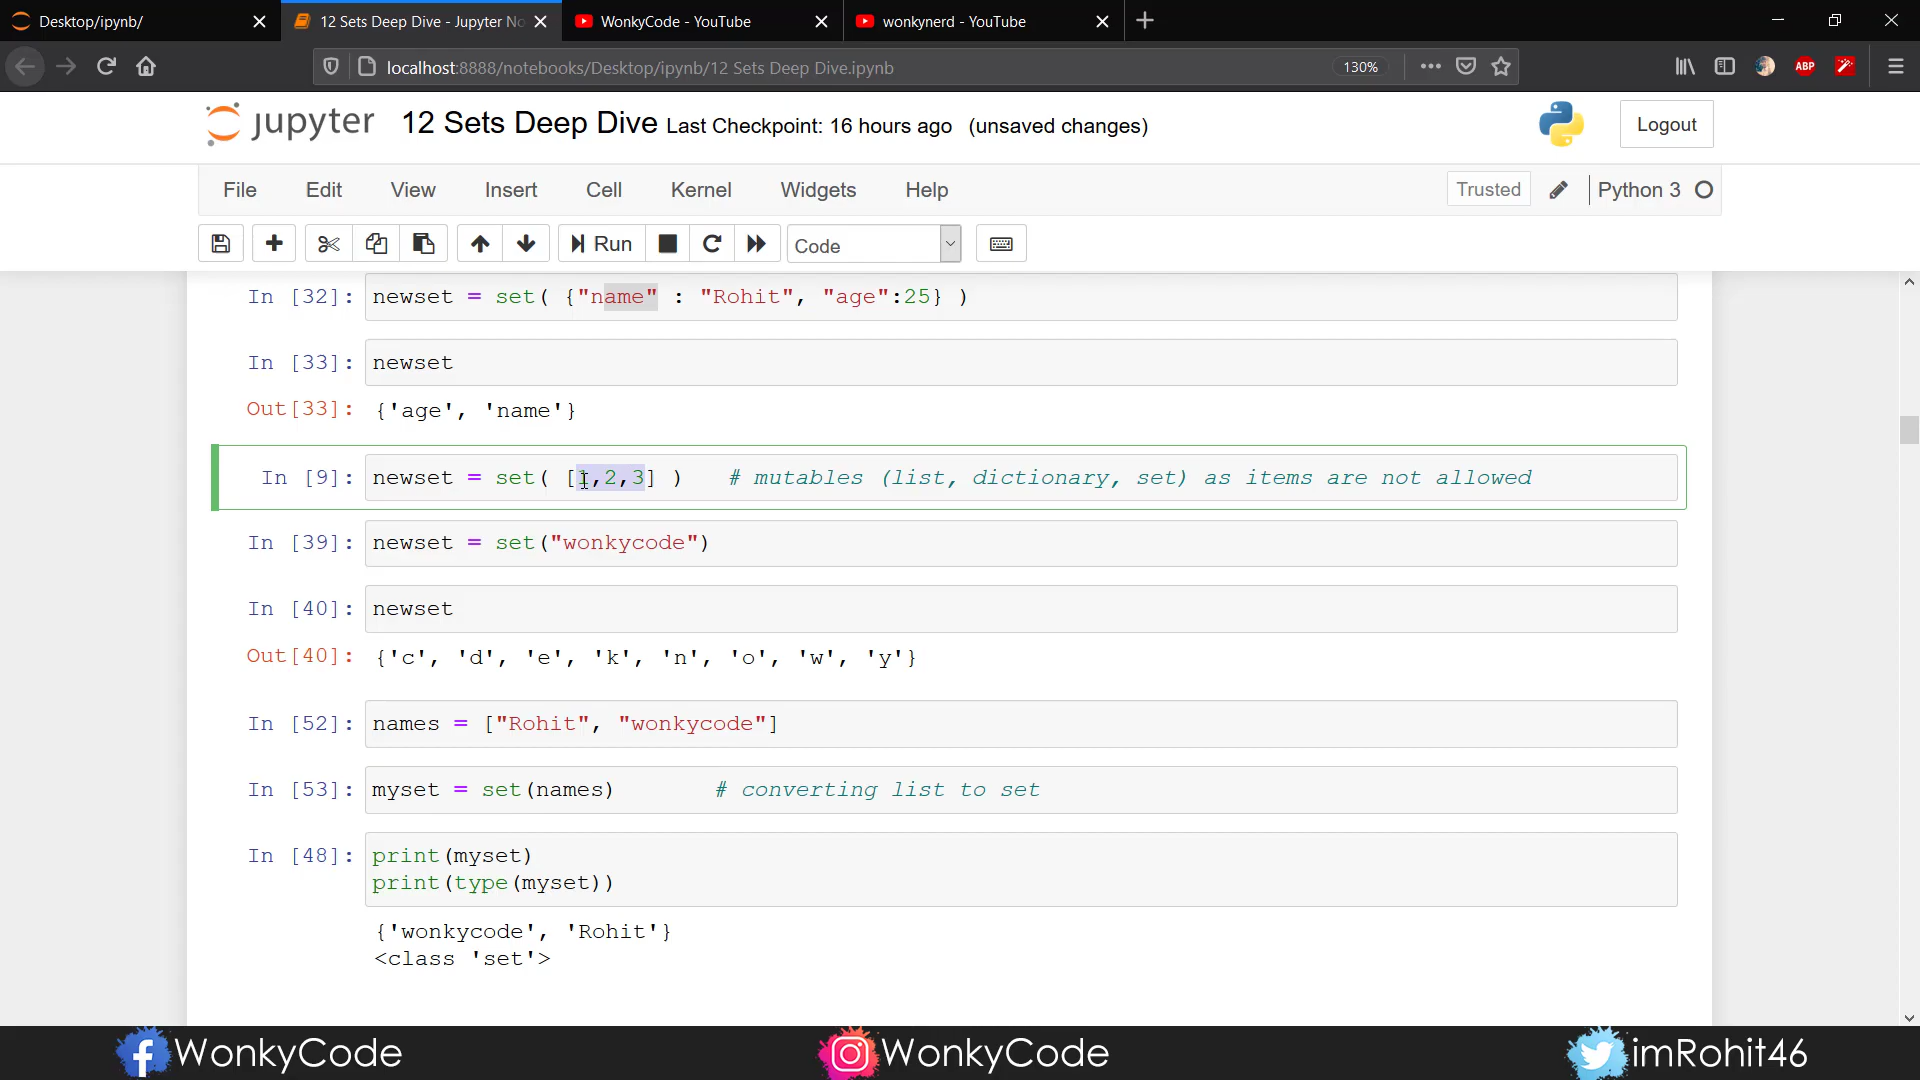 Desktop/ipynb/
12 Sets Deep Dive - Jupyter No
WonkyCode - YouTube
wonkynerd - YouTube
localhost:8888/notebooks/Desktop/ipynb/12 Sets Deep Dive.ipynb
130%
ABP
jupyter 12 Sets Deep Dive Last Checkpoint: 16 hours ago (unsaved changes)
Logout
File Edit View Insert Cell Kernel Widgets Help
Trusted
Python 3
Run
Code
In [32]: newset = set( {"name" : "Rohit", "age":25} )
In [33]: newset
Out[33]: {'age', 'name'}
In [9]: newset = set( [1,2,3] ) # mutables (list, dictionary, set) as items are not allowed
In [39]: newset = set("wonkycode")
In [40]: newset
Out[40]: {'c', 'd', 'e', 'k', 'n', 'o', 'w', 'y'}
In [52]: names = ["Rohit", "wonkycode"]
In [53]: myset = set(names) # converting list to set
In [48]: print(myset)
print(type(myset))
{'wonkycode', 'Rohit'}
<class 'set'>
WonkyCode
WonkyCode
imRohit46